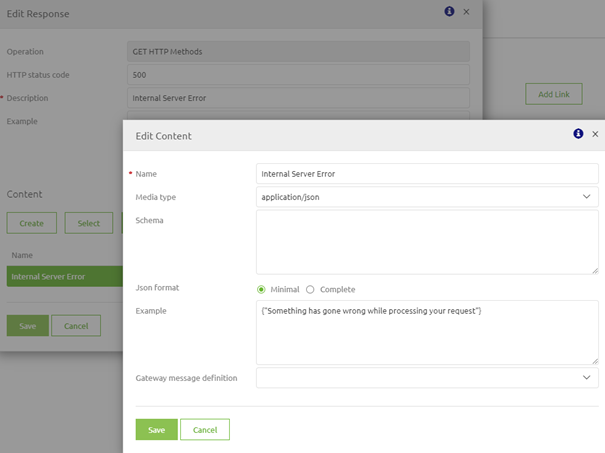 Edit Response
Operation GET HTTP Methods
HTTP status code 500
* Description Internal Server Error
Example
Add Link
Content
Create Select
Name
Internal Server Error
Save Cancel
Edit Content
* Name Internal Server Error
Media type application/json
Schema
Json format Minimal Complete
Example {"Something has gone wrong while processing your request"}
Gateway message definition
Save Cancel